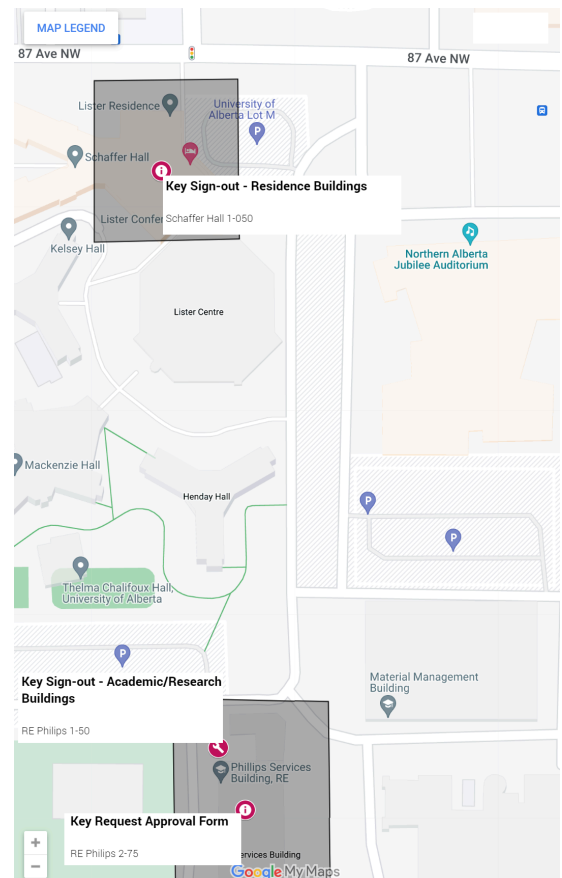 MAP LEGEND
87 Ave NW
87 Ave NW
Lister Residence
University of
Alberta Lot M
P
Schaffer Hall
Key Sign-out - Residence Buildings
Lister Confer
Schaffer Hall 1-050
Kelsey Hall
Northern Alberta
Jubilee Auditorium
Lister Centre
Mackenzie Hall
Henday Hall
P
P
Thelma Chalifoux Hall,
University of Alberta
P
Key Sign-out - Academic/Research
Buildings
RE Philips 1-50
Material Management
Building
Phillips Services
Building, RE
Key Request Approval Form
RE Philips 2-75
ervices Building
+
−
Google My Maps